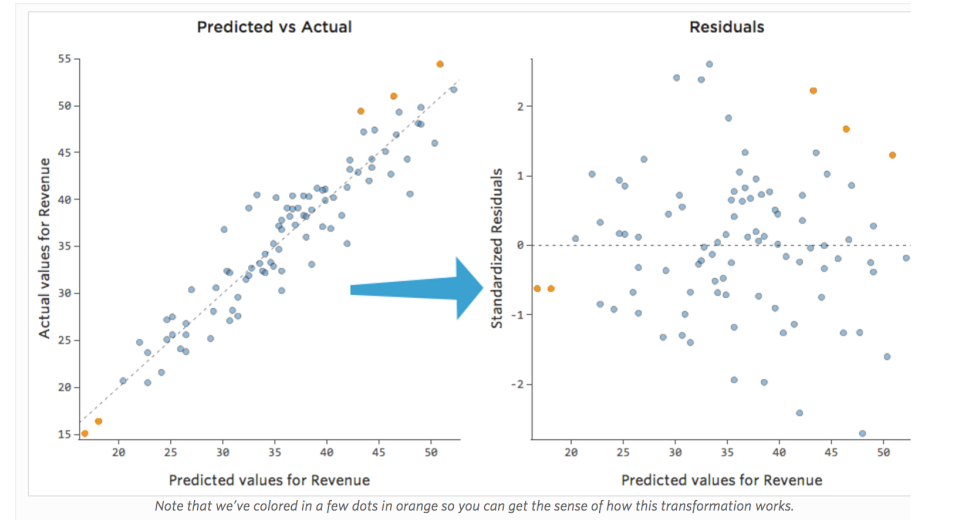 Predicted vs Actual
Actual values for Revenue
55
50
45
40
35
30
25
20
15
20 25 30 35 40 45 50
Predicted values for Revenue
Residuals
Standardized Residuals
2
1
0
-1
-2
20 25 30 35 40 45 50
Predicted values for Revenue
Note that we've colored in a few dots in orange so you can get the sense of how this transformation works.